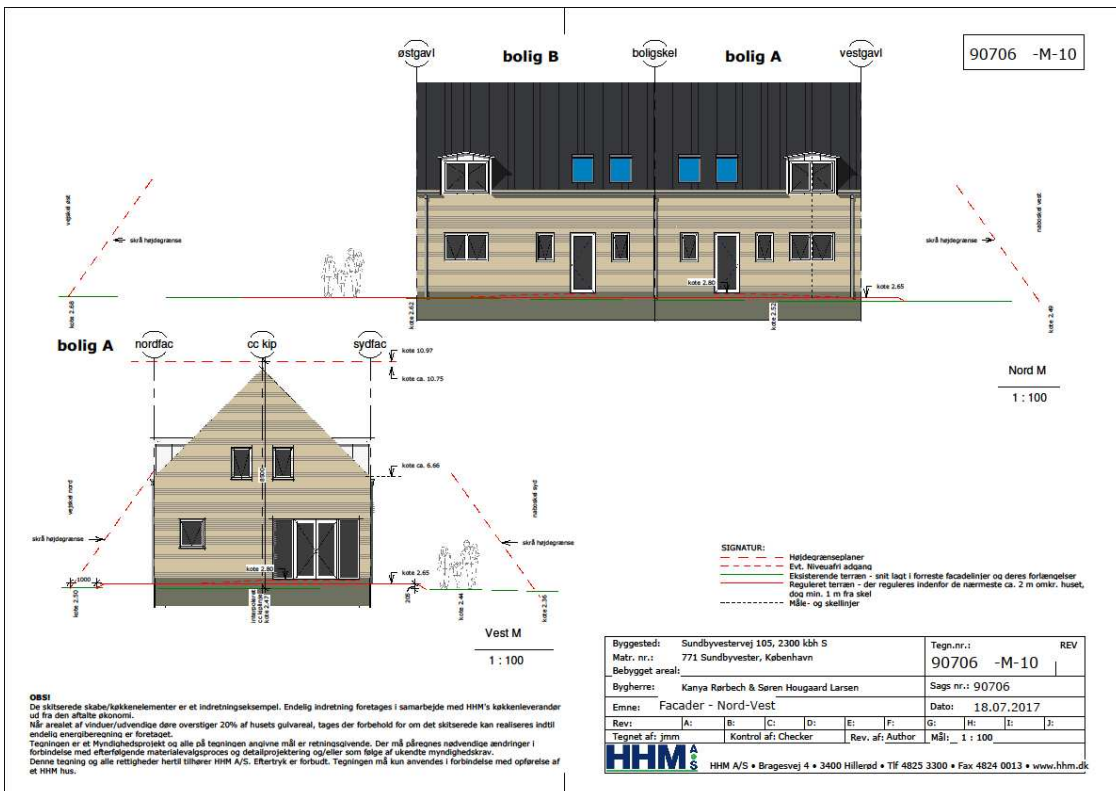 østgavl
bolig B
boligskel
bolig A
vestgavl
90706 -M-10
vejskel øst
skrå højdegrænse
skrå højdegrænse
naboskel vest
kote 2.80
kote 2.65
kote 2.68
kote 2.62
kote 2.52
kote 2.49
bolig A
nordfac
cc kip
sydfac
kote 10.97
kote ca. 10.75
Nord M
1 : 100
kote ca. 6.66
vejskel nord
naboskel syd
skrå højdegrænse
skrå højdegrænse
kote 2.80
kote 2.65
1000
205
kote 2.50
interpoleret
cc kiplinje
kote 2.47
kote 2.44
kote 2.36
Vest M
1 : 100
SIGNATUR:
Højdegrænseplaner
Evt. Niveaufri adgang
Eksisterende terræn - snit lagt i forreste facadelinjer og deres forlængelser
Reguleret terræn - der reguleres indenfor de nærmeste ca. 2 m omkr. huset,
dog min. 1 m fra skel
Måle- og skellinjer
Byggested: Sundbyvestervej 105, 2300 kbh S
Matr. nr.: 771 Sundbyvester, København
Bebygget areal:
Tegn.nr.: REV
90706 -M-10
Bygherre: Kanya Rørbech & Søren Hougaard Larsen
Sags nr.: 90706
Emne: Facader - Nord-Vest
Dato: 18.07.2017
Rev: A: B: C: D: E: F: G: H: I: J:
Tegnet af: jmm Kontrol af: Checker Rev. af: Author Mål: 1 : 100
HHM A/S HHM A/S • Bragesvej 4 • 3400 Hillerød • Tlf 4825 3300 • Fax 4824 0013 • www.hhm.dk
OBS!
De skitserede skabe/køkkenelementer er et indretningseksempel. Endelig indretning foretages i samarbejde med HHM's køkkenleverandør
ud fra den aftalte økonomi.
Når arealet af vinduer/udvendige døre overstiger 20% af husets gulvareal, tages der forbehold for om det skitserede kan realiseres indtil
endelig energiberegning er foretaget.
Tegningen er et Myndighedsprojekt og alle på tegningen angivne mål er retningsgivende. Der må påregnes nødvendige ændringer i
forbindelse med efterfølgende materialevalgsproces og detailprojektering og/eller som følge af ukendte myndighedskrav.
Denne tegning og alle rettigheder hertil tilhører HHM A/S. Eftertryk er forbudt. Tegningen må kun anvendes i forbindelse med opførelse af
et HHM hus.